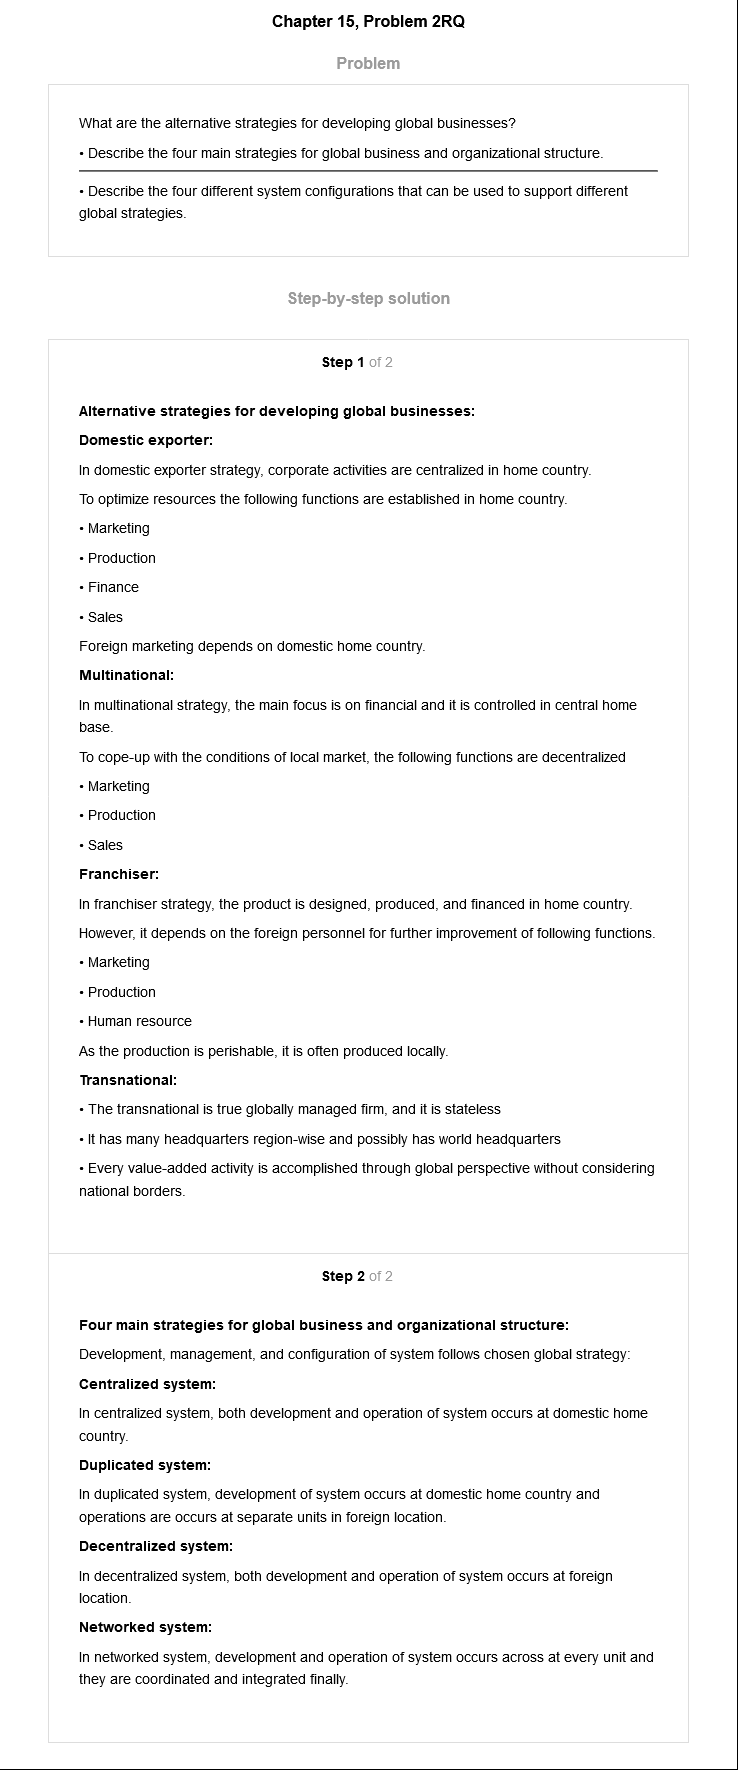 Chapter 15, Problem 2RQ
Problem
What are the alternative strategies for developing global businesses?
• Describe the four main strategies for global business and organizational structure.
• Describe the four different system configurations that can be used to support different
global strategies.
Step-by-step solution
Step 1 of 2
Alternative strategies for developing global businesses:
Domestic exporter:
In domestic exporter strategy, corporate activities are centralized in home country.
To optimize resources the following functions are established in home country.
• Marketing
• Production
• Finance
• Sales
Foreign marketing depends on domestic home country.
Multinational:
In multinational strategy, the main focus is on financial and it is controlled in central home
base.
To cope-up with the conditions of local market, the following functions are decentralized
• Marketing
• Production
• Sales
Franchiser:
In franchiser strategy, the product is designed, produced, and financed in home country.
However, it depends on the foreign personnel for further improvement of following functions.
• Marketing
• Production
• Human resource
As the production is perishable, it is often produced locally.
Transnational:
• The transnational is true globally managed firm, and it is stateless
• It has many headquarters region-wise and possibly has world headquarters
• Every value-added activity is accomplished through global perspective without considering
national borders.
Step 2 of 2
Four main strategies for global business and organizational structure:
Development, management, and configuration of system follows chosen global strategy:
Centralized system:
In centralized system, both development and operation of system occurs at domestic home
country.
Duplicated system:
In duplicated system, development of system occurs at domestic home country and
operations are occurs at separate units in foreign location.
Decentralized system:
In decentralized system, both development and operation of system occurs at foreign
location.
Networked system:
In networked system, development and operation of system occurs across at every unit and
they are coordinated and integrated finally.